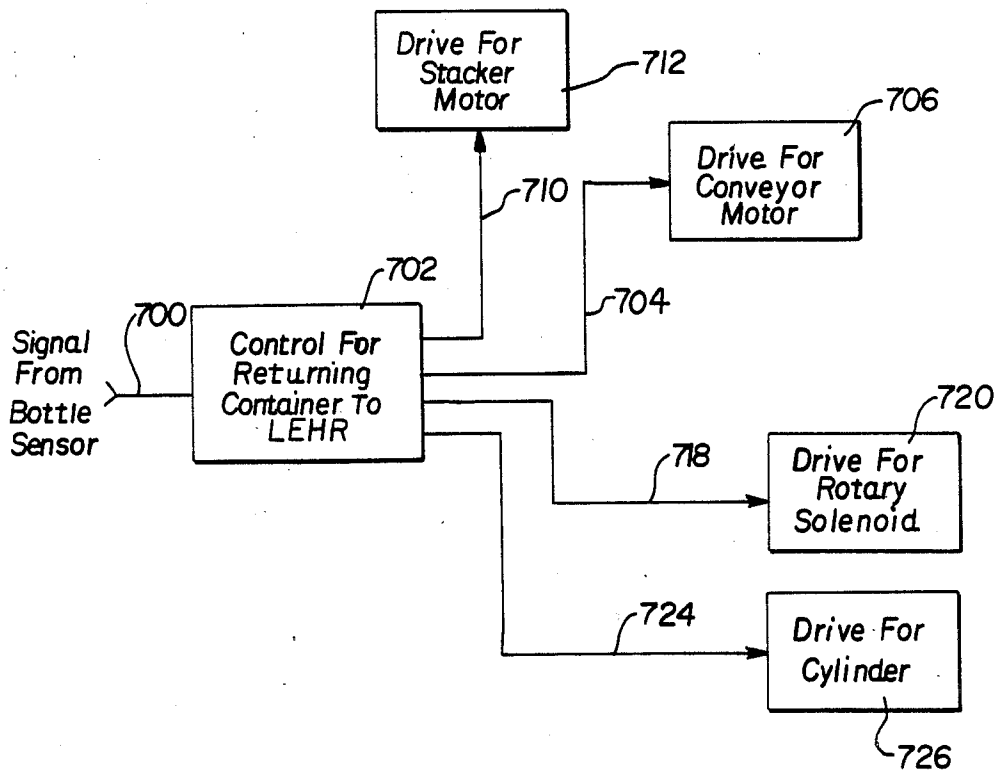 Drive For
Stacker
Motor
712
706
Drive For
Conveyor
Motor
710
702
704
700
Signal
From
Bottle
Sensor
Control For
Returning
Container To
LEHR
720
718
Drive For
Rotary
Solenoid
724
Drive For
Cylinder
726